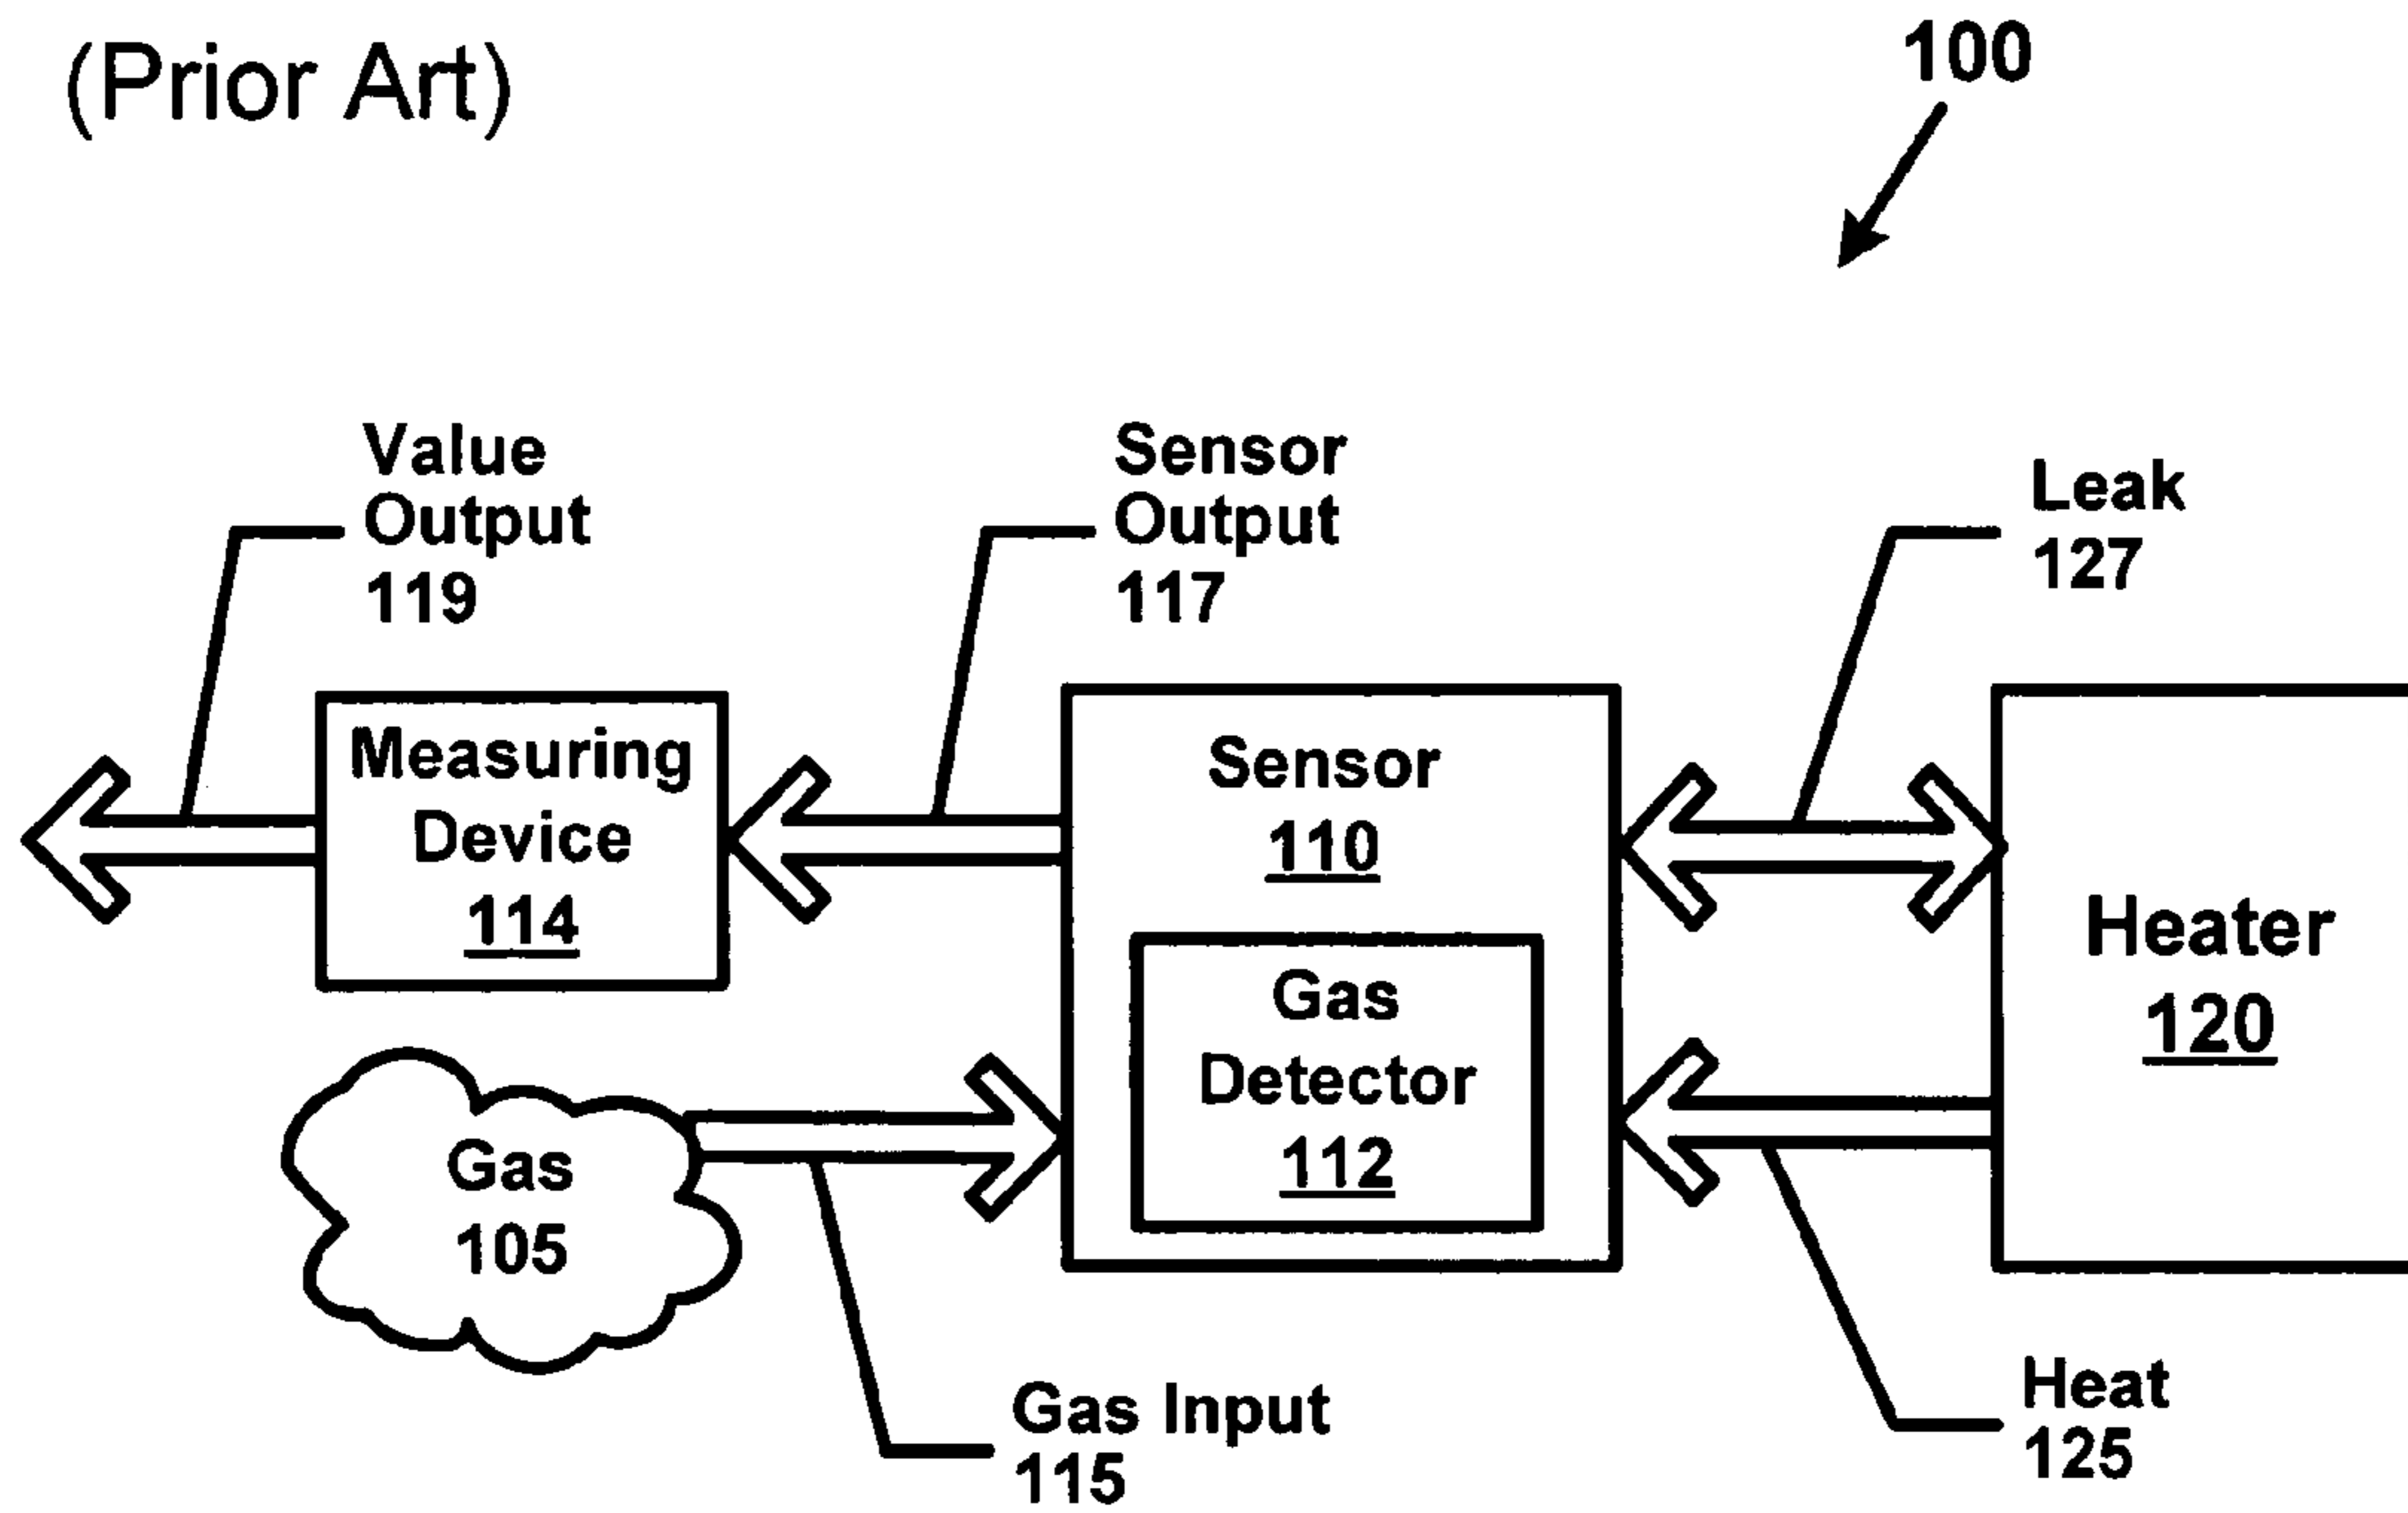 (Prior Art)
100
Value
Output
119
Sensor
Output
117
Leak
127
Measuring
Device
114
Sensor
110
Gas
Detector
112
Heater
120
Gas
105
Gas Input
115
Heat
125